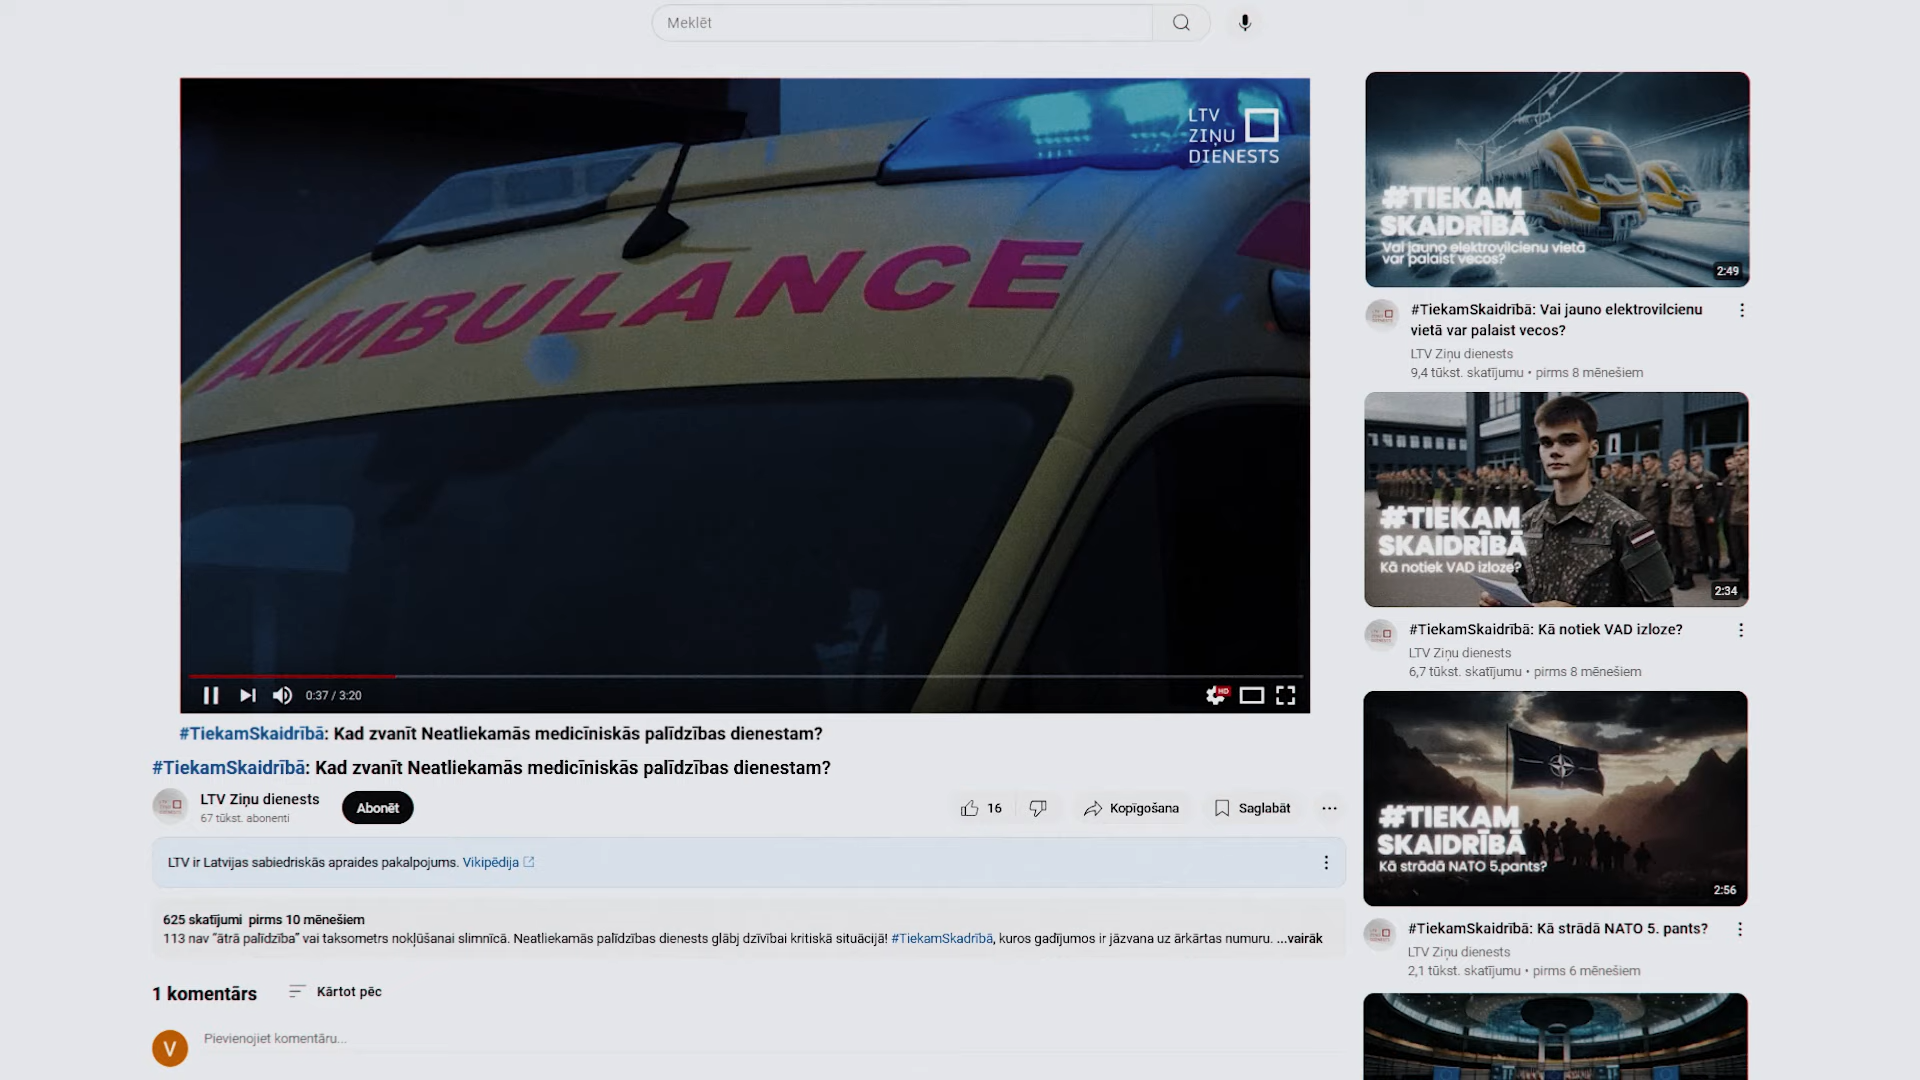 Meklēt
LTV
ZIŅU
DIENESTS
AMBULANCE
HD
0:37 / 3:20
#TiekamSkaidrībā: Kad zvanīt Neatliekamās medicīniskās palīdzības dienestam?
#TiekamSkaidrībā: Kad zvanīt Neatliekamās medicīniskās palīdzības dienestam?
LTV Ziņu dienests
67 tūkst. abonenti
Abonēt
16
Kopīgošana
Saglabāt
LTV ir Latvijas sabiedriskās apraides pakalpojums. Vikipēdija
625 skatījumi pirms 10 mēnešiem
113 nav “ātrā palīdzība” vai taksometrs nokļūšanai slimnīcā. Neatliekamās palīdzības dienests glābj dzīvībai kritiskā situācijā! #TiekamSkadrībā, kuros gadījumos ir jāzvana uz ārkārtas numuru. ...vairāk
1 komentārs
Kārtot pēc
V
Pievienojiet komentāru...
#TIEKAM
SKAIDRĪBĀ
Vai jauno elektrovilcienu vietā
var palaist vecos?
2:49
#TiekamSkaidrībā: Vai jauno elektrovilcienu
vietā var palaist vecos?
LTV Ziņu dienests
9,4 tūkst. skatījumu • pirms 8 mēnešiem
#TIEKAM
SKAIDRĪBĀ
Kā notiek VAD izloze?
2:34
#TiekamSkaidrībā: Kā notiek VAD izloze?
LTV Ziņu dienests
6,7 tūkst. skatījumu • pirms 8 mēnešiem
#TIEKAM
SKAIDRĪBĀ
Kā strādā NATO 5.pants?
2:56
#TiekamSkaidrībā: Kā strādā NATO 5. pants?
LTV Ziņu dienests
2,1 tūkst. skatījumu • pirms 6 mēnešiem